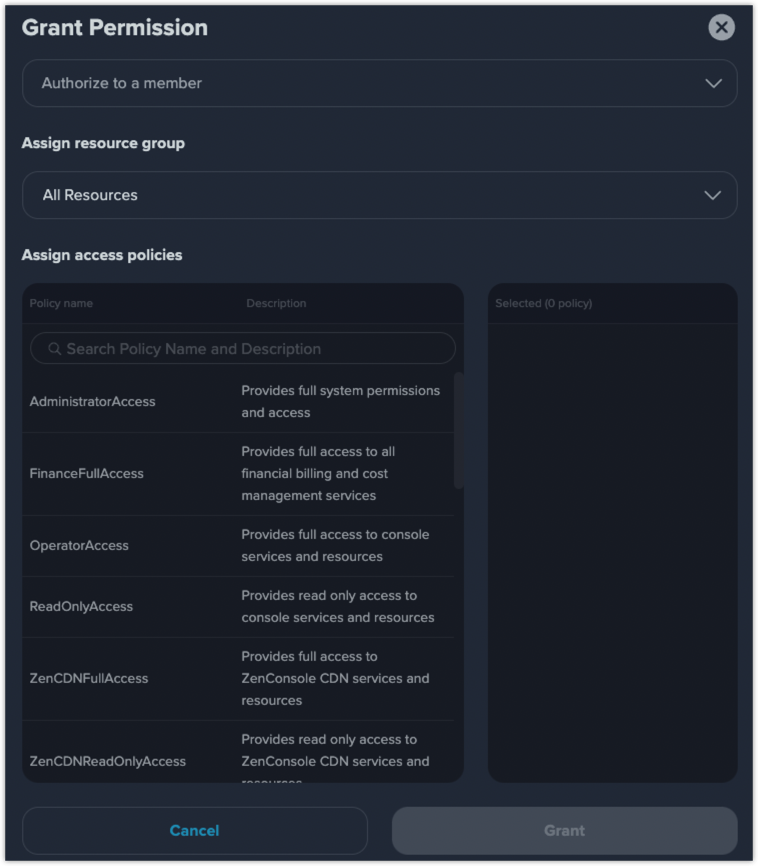 Grant Permission
Authorize to a member
Assign resource group
All Resources
Assign access policies
Policy name Description
Selected (0 policy)
Search Policy Name and Description
AdministratorAccess
Provides full system permissions
and access
FinanceFullAccess
Provides full access to all
financial billing and cost
management services
OperatorAccess
Provides full access to console
services and resources
ReadOnlyAccess
Provides read only access to
console services and resources
ZenCDNFullAccess
Provides full access to
ZenConsole CDN services and
resources
ZenCDNReadOnlyAccess
Provides read only access to
ZenConsole CDN services and
resources
Cancel
Grant